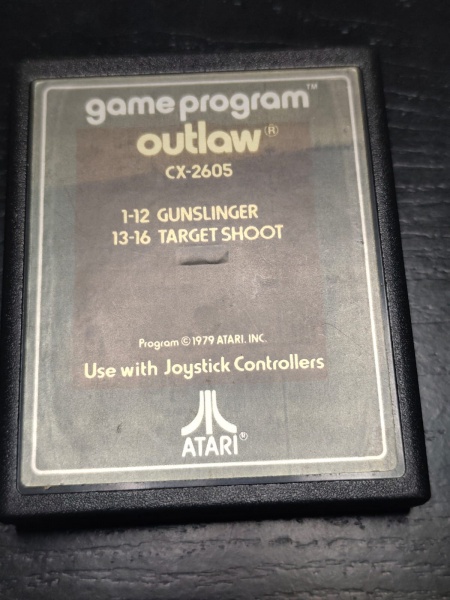 game program™
outlaw®
CX-2605
1-12 GUNSLINGER
13-16 TARGET SHOOT
Program © 1979 ATARI, INC.
Use with Joystick Controllers
ATARI®